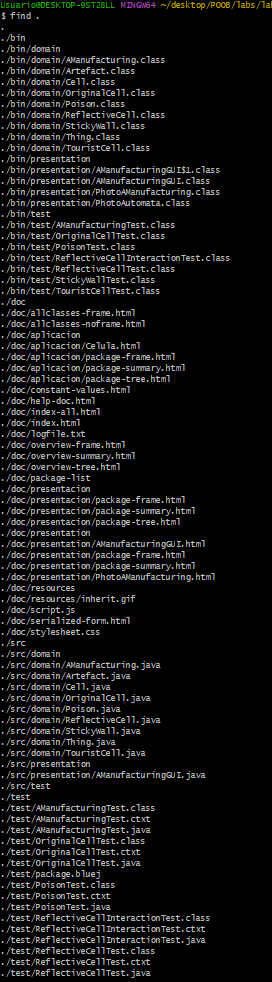 Usuario@DESKTOP-9ST28LL MINGW64 ~/desktop/POOB/labs/lab
$ find .
.
./bin
./bin/domain
./bin/domain/AManufacturing.class
./bin/domain/Artefact.class
./bin/domain/Cell.class
./bin/domain/OriginalCell.class
./bin/domain/Poison.class
./bin/domain/ReflectiveCell.class
./bin/domain/StickyWall.class
./bin/domain/Thing.class
./bin/domain/TouristCell.class
./bin/presentation
./bin/presentation/AManufacturingGUI$1.class
./bin/presentation/AManufacturingGUI.class
./bin/presentation/PhotoAManufacturing.class
./bin/presentation/PhotoAutomata.class
./bin/test
./bin/test/AManufacturingTest.class
./bin/test/OriginalCellTest.class
./bin/test/PoisonTest.class
./bin/test/ReflectiveCellInteractionTest.class
./bin/test/ReflectiveCellTest.class
./bin/test/StickyWallTest.class
./bin/test/TouristCellTest.class
./doc
./doc/allclasses-frame.html
./doc/allclasses-noframe.html
./doc/aplicacion
./doc/aplicacion/Celula.html
./doc/aplicacion/package-frame.html
./doc/aplicacion/package-summary.html
./doc/aplicacion/package-tree.html
./doc/constant-values.html
./doc/help-doc.html
./doc/index-all.html
./doc/index.html
./doc/logfile.txt
./doc/overview-frame.html
./doc/overview-summary.html
./doc/overview-tree.html
./doc/package-list
./doc/presentacion
./doc/presentacion/package-frame.html
./doc/presentacion/package-summary.html
./doc/presentacion/package-tree.html
./doc/presentation
./doc/presentation/AManufacturingGUI.html
./doc/presentation/package-frame.html
./doc/presentation/package-summary.html
./doc/presentation/PhotoAManufacturing.html
./doc/resources
./doc/resources/inherit.gif
./doc/script.js
./doc/serialized-form.html
./doc/stylesheet.css
./src
./src/domain
./src/domain/AManufacturing.java
./src/domain/Artefact.java
./src/domain/Cell.java
./src/domain/OriginalCell.java
./src/domain/Poison.java
./src/domain/ReflectiveCell.java
./src/domain/StickyWall.java
./src/domain/Thing.java
./src/domain/TouristCell.java
./src/presentation
./src/presentation/AManufacturingGUI.java
./src/test
./test
./test/AManufacturingTest.class
./test/AManufacturingTest.ctxt
./test/AManufacturingTest.java
./test/OriginalCellTest.class
./test/OriginalCellTest.ctxt
./test/OriginalCellTest.java
./test/package.bluej
./test/PoisonTest.class
./test/PoisonTest.ctxt
./test/PoisonTest.java
./test/ReflectiveCellInteractionTest.class
./test/ReflectiveCellInteractionTest.ctxt
./test/ReflectiveCellInteractionTest.java
./test/ReflectiveCellTest.class
./test/ReflectiveCellTest.ctxt
./test/ReflectiveCellTest.java